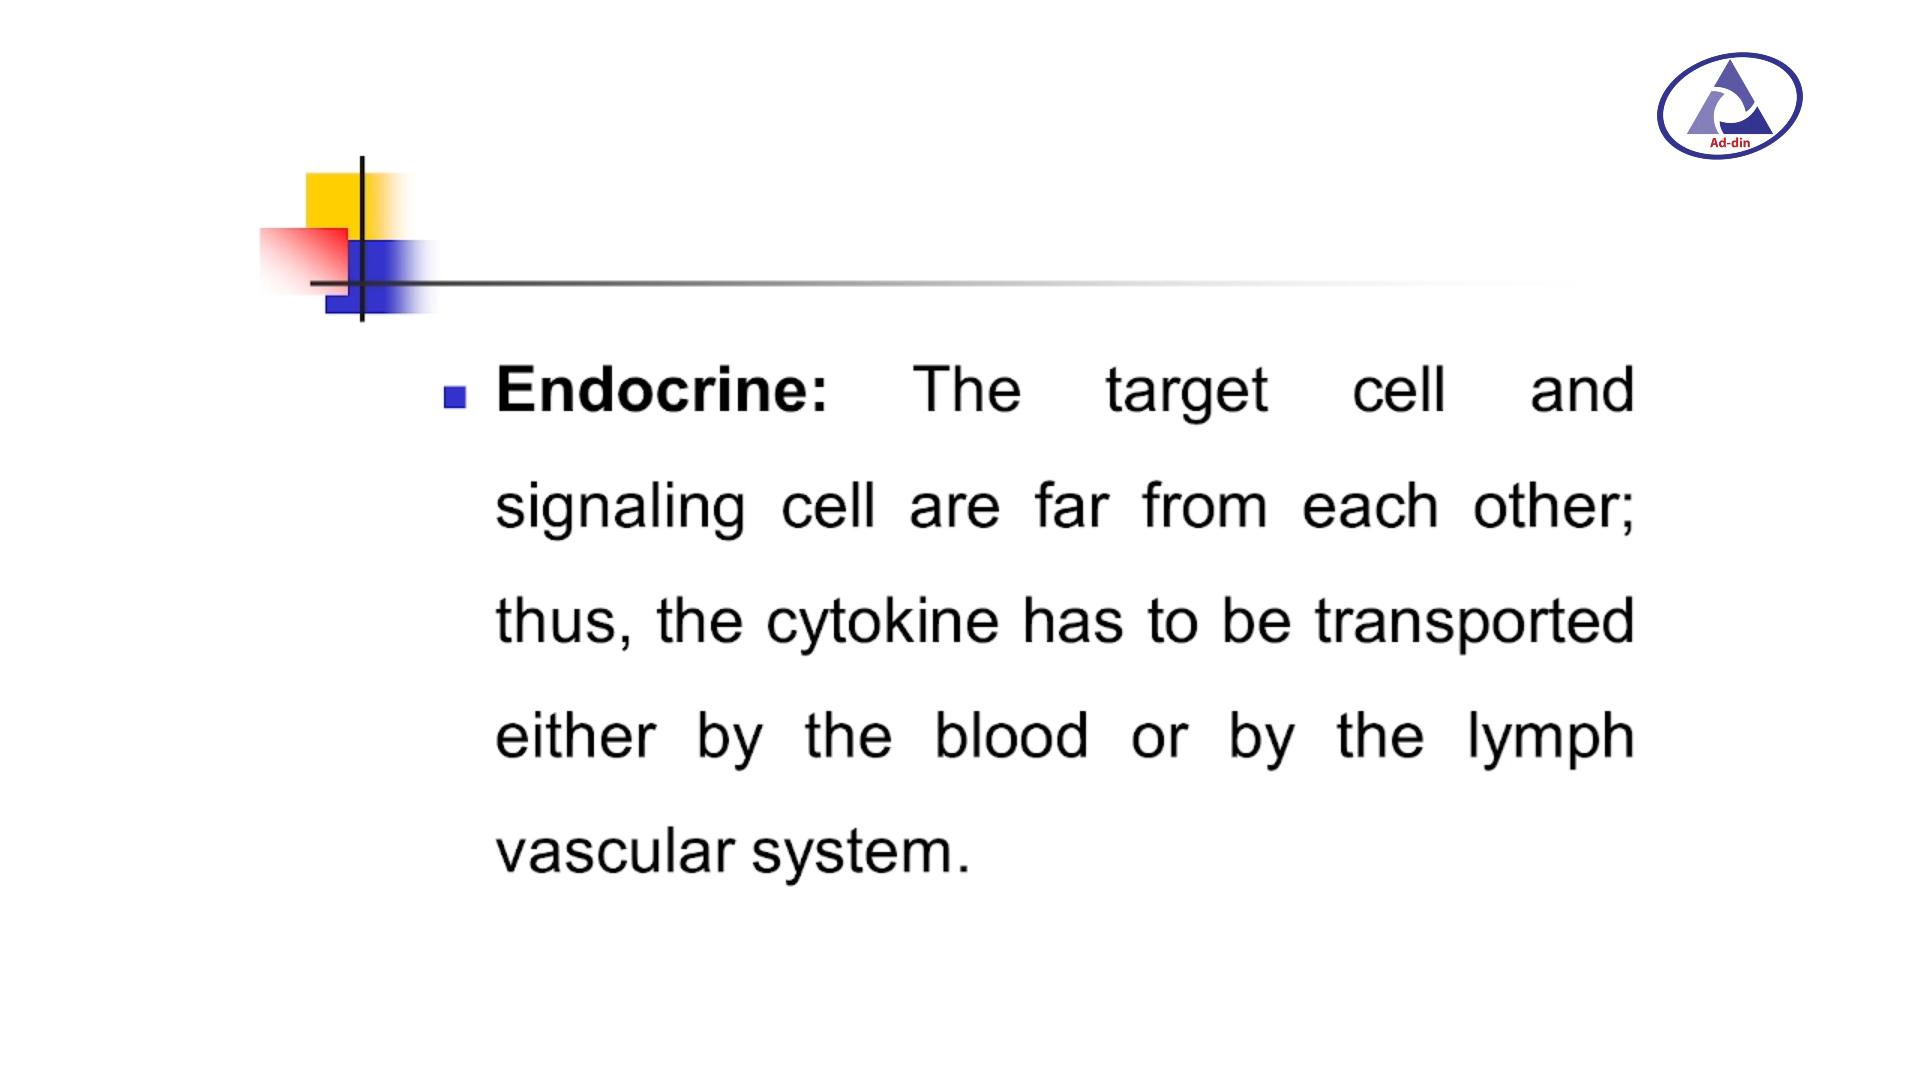 Ad-din
Endocrine: The target cell and
signaling cell are far from each other;
thus, the cytokine has to be transported
either by the blood or by the lymph
vascular system.